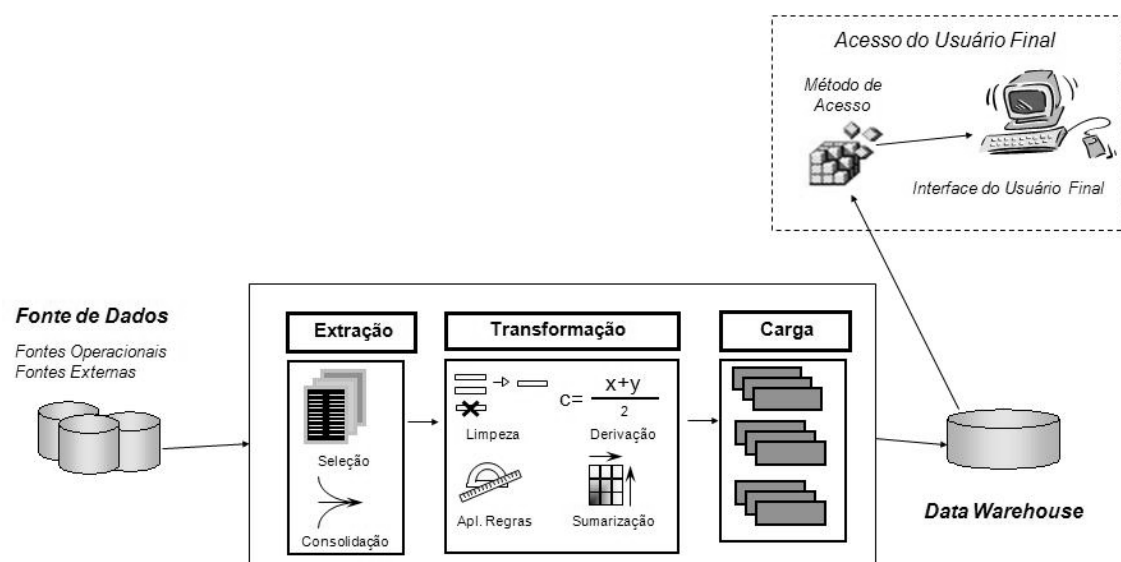 Acesso do Usuário Final
Método de
Acesso
Interface do Usuário Final
Fonte de Dados
Fontes Operacionais
Fontes Externas
Extração
Seleção
Consolidação
Transformação
Limpeza
c= x+y
2
Derivação
Apl. Regras
Sumarização
Carga
Data Warehouse